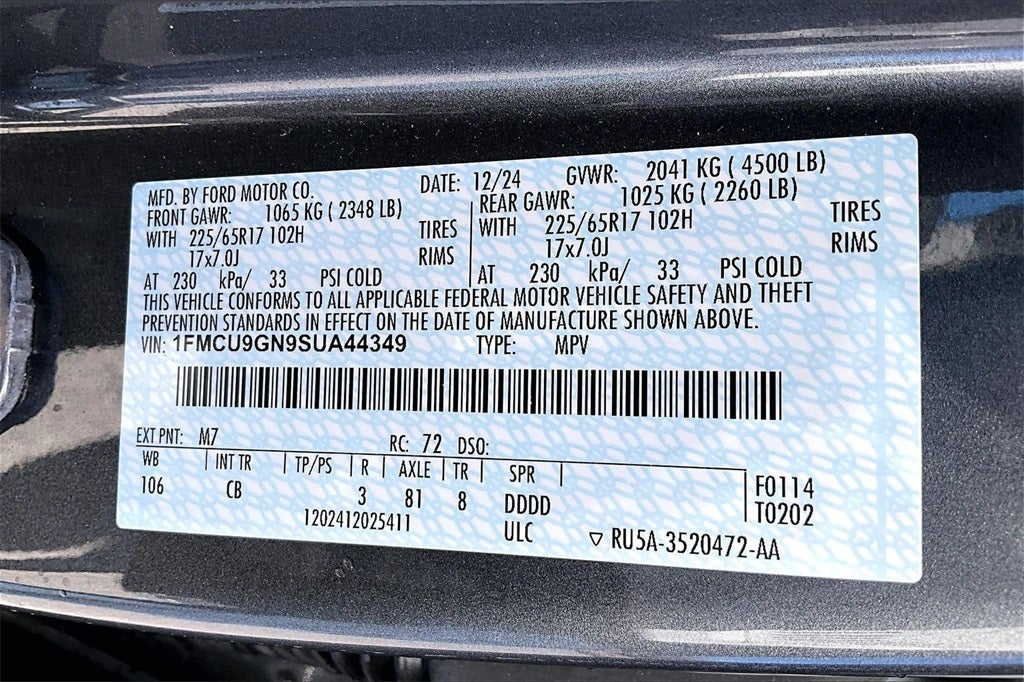 MFD. BY FORD MOTOR CO. DATE: 12/24 GVWR: 2041 KG ( 4500 LB)
FRONT GAWR: 1065 KG ( 2348 LB) REAR GAWR: 1025 KG ( 2260 LB)
WITH 225/65R17 102H TIRES WITH 225/65R17 102H TIRES
17x7.0J RIMS 17x7.0J RIMS
AT 230 kPa/ 33 PSI COLD AT 230 kPa/ 33 PSI COLD
THIS VEHICLE CONFORMS TO ALL APPLICABLE FEDERAL MOTOR VEHICLE SAFETY AND THEFT
PREVENTION STANDARDS IN EFFECT ON THE DATE OF MANUFACTURE SHOWN ABOVE.
VIN: 1FMCU9GN9SUA44349 TYPE: MPV
EXT PNT: M7 RC: 72 DSO:
WB INT TR TP/PS R AXLE TR SPR F0114
106 CB 3 81 8 DDDD T0202
1202412025411 ULC RU5A-3520472-AA